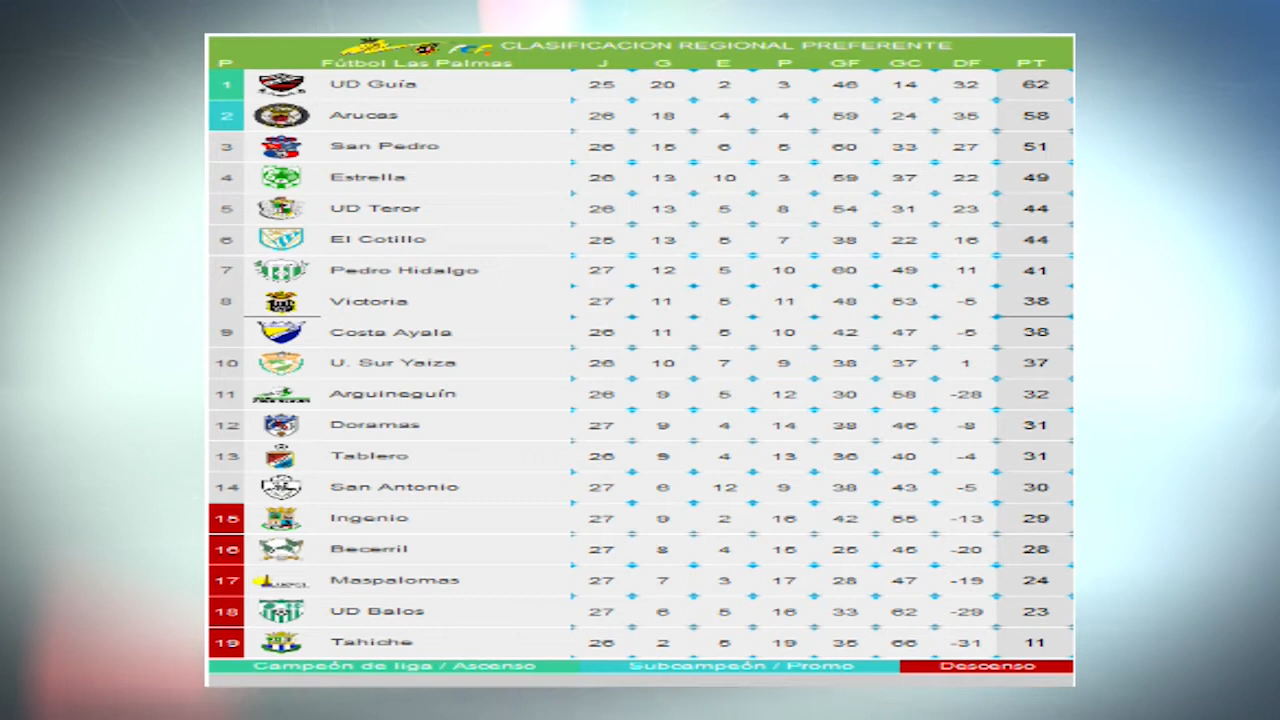 CLASIFICACION REGIONAL PREFERENTE
P Fútbol Las Palmas J G E P GF GC DF PT
1 UD Guía 25 20 2 3 46 14 32 62
2 Arucas 26 18 4 4 59 24 35 58
3 San Pedro 26 15 6 5 60 33 27 51
4 Estrella 26 13 10 3 59 37 22 49
5 UD Teror 26 13 5 8 54 31 23 44
6 El Cotillo 25 13 5 7 38 22 16 44
7 Pedro Hidalgo 27 12 5 10 60 49 11 41
8 Victoria 27 11 5 11 48 53 -5 38
9 Costa Ayala 26 11 5 10 42 47 -5 38
10 U. Sur Yaiza 26 10 7 9 38 37 1 37
11 Arguineguín 26 9 5 12 30 58 -28 32
12 Doramas 27 9 4 14 38 46 -8 31
13 Tablero 26 9 4 13 36 40 -4 31
14 San Antonio 27 6 12 9 38 43 -5 30
15 Ingenio 27 9 2 16 42 55 -13 29
16 Becerril 27 8 4 15 26 46 -20 28
17 Maspalomas 27 7 3 17 28 47 -19 24
18 UD Balos 27 6 5 16 33 62 -29 23
19 Tahiche 26 2 5 19 35 66 -31 11
Campeón de liga / Ascenso Subcampeón / Promo Descenso